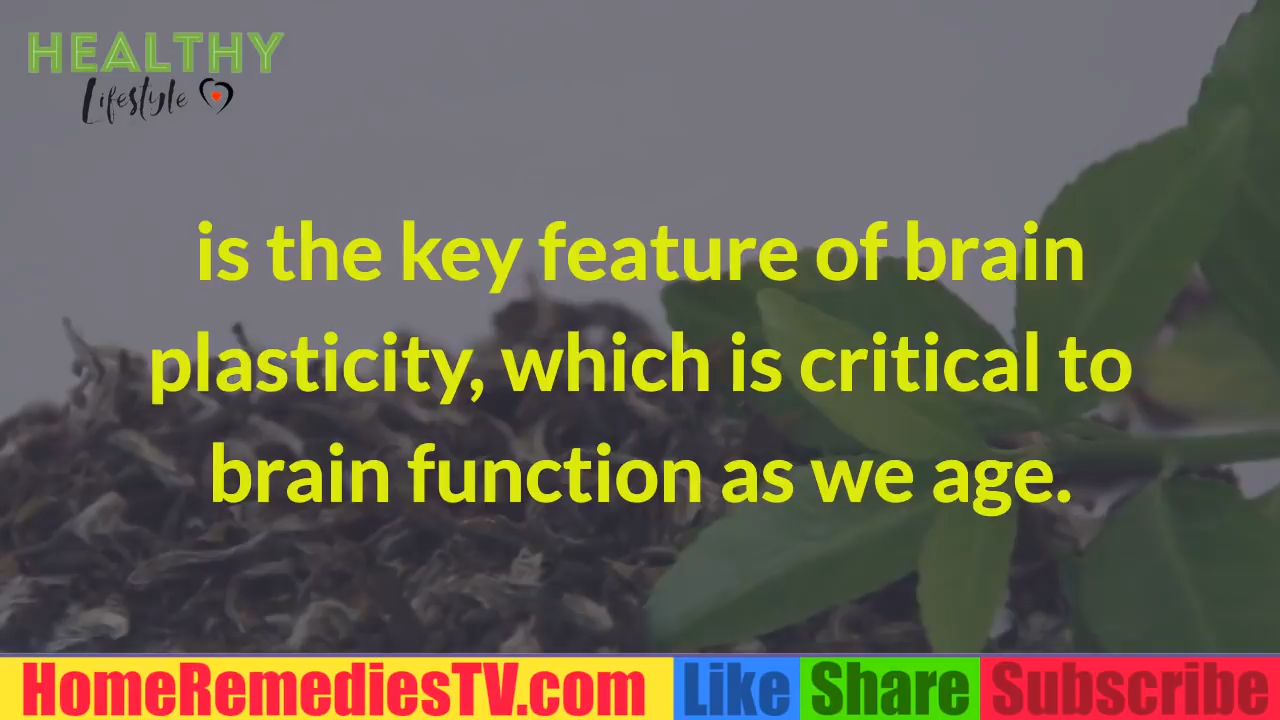 HEALTHY
Lifestyle
is the key feature of brain
plasticity, which is critical to
brain function as we age.
HomeRemediesTV.com Like Share Subscribe